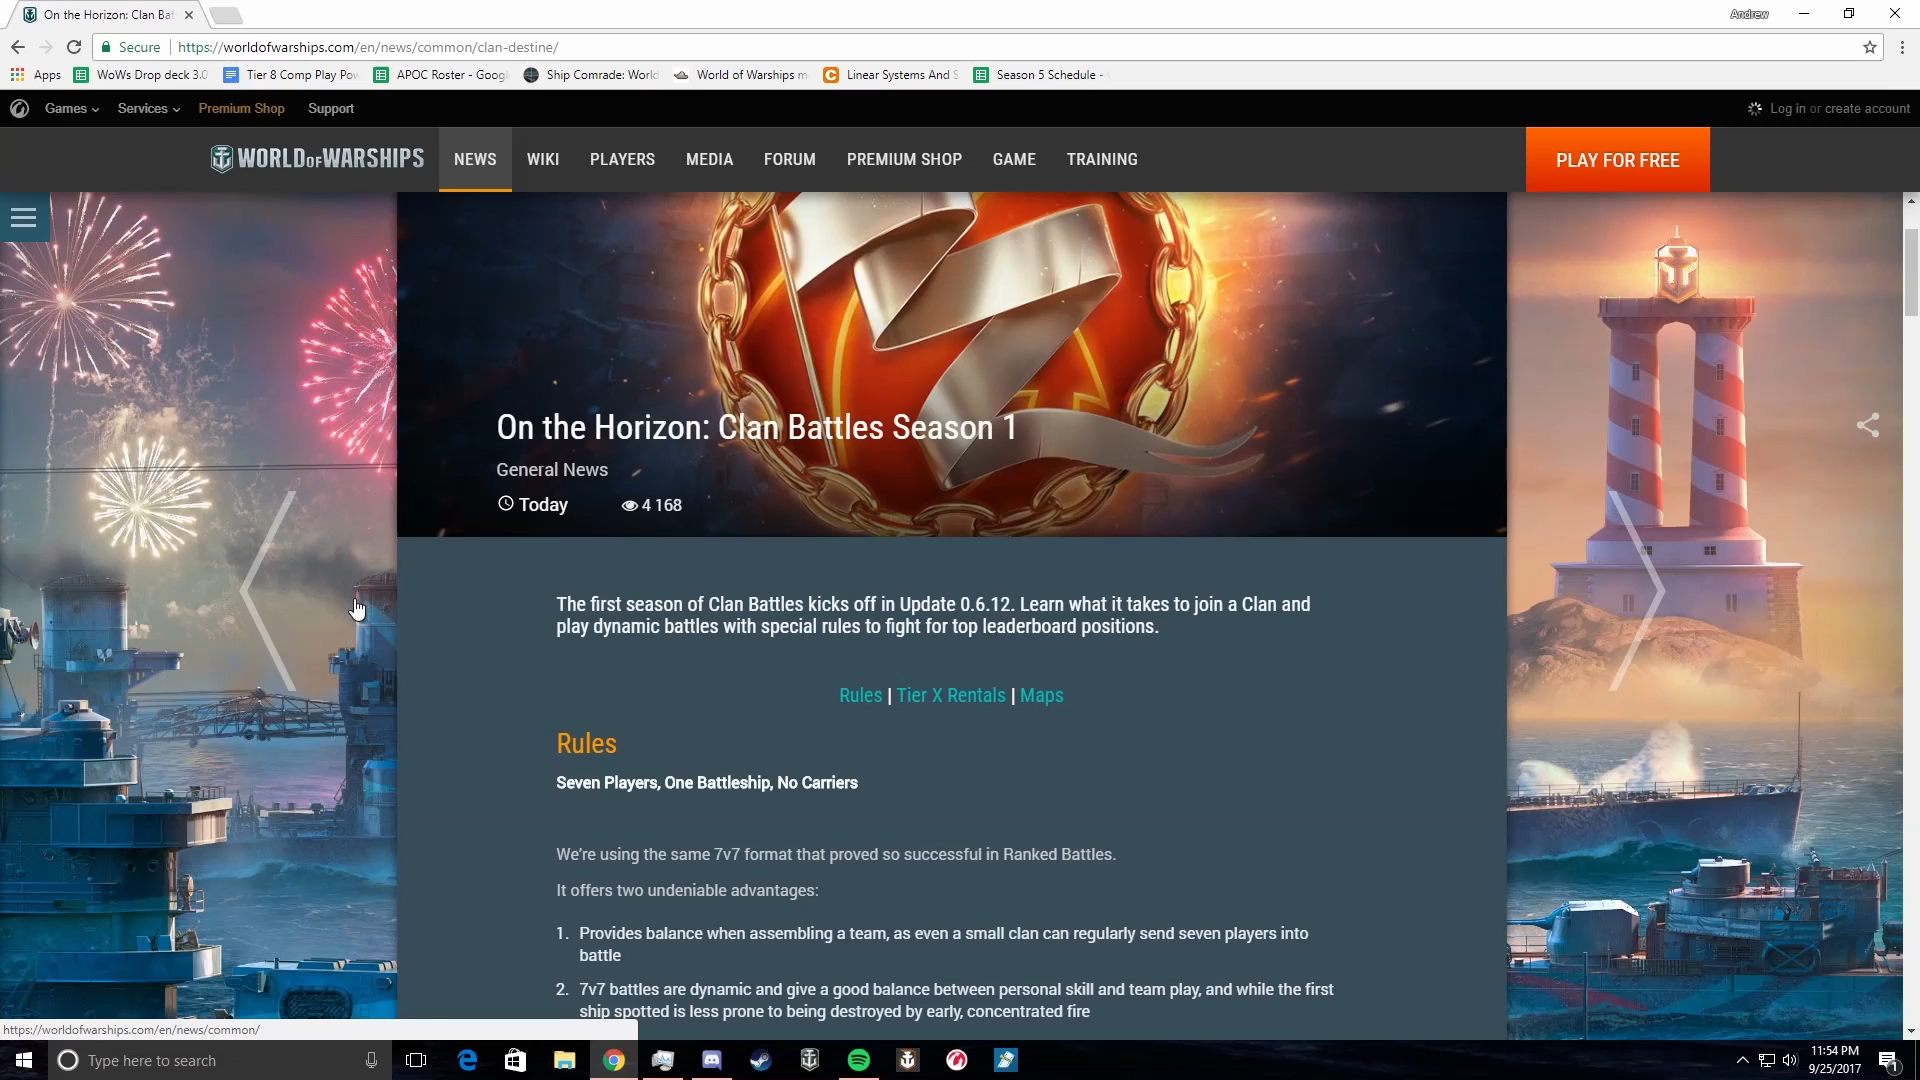 On the Horizon: Clan Bat
Andrew
Secure https://worldofwarships.com/en/news/common/clan-destine/
Apps WoWs Drop deck 3.0 Tier 8 Comp Play Pow APOC Roster - Google Ship Comrade: World World of Warships m Linear Systems And S Season 5 Schedule -
Games Services Premium Shop Support Log in or create account
WORLD OF WARSHIPS NEWS WIKI PLAYERS MEDIA FORUM PREMIUM SHOP GAME TRAINING PLAY FOR FREE
On the Horizon: Clan Battles Season 1
General News
Today 4 168
The first season of Clan Battles kicks off in Update 0.6.12. Learn what it takes to join a Clan and
play dynamic battles with special rules to fight for top leaderboard positions.
Rules | Tier X Rentals | Maps
Rules
Seven Players, One Battleship, No Carriers
We're using the same 7v7 format that proved so successful in Ranked Battles.
It offers two undeniable advantages:
1. Provides balance when assembling a team, as even a small clan can regularly send seven players into
battle
2. 7v7 battles are dynamic and give a good balance between personal skill and team play, and while the first
ship spotted is less prone to being destroyed by early, concentrated fire
https://worldofwarships.com/en/news/common/
Type here to search
11:54 PM
9/25/2017
1